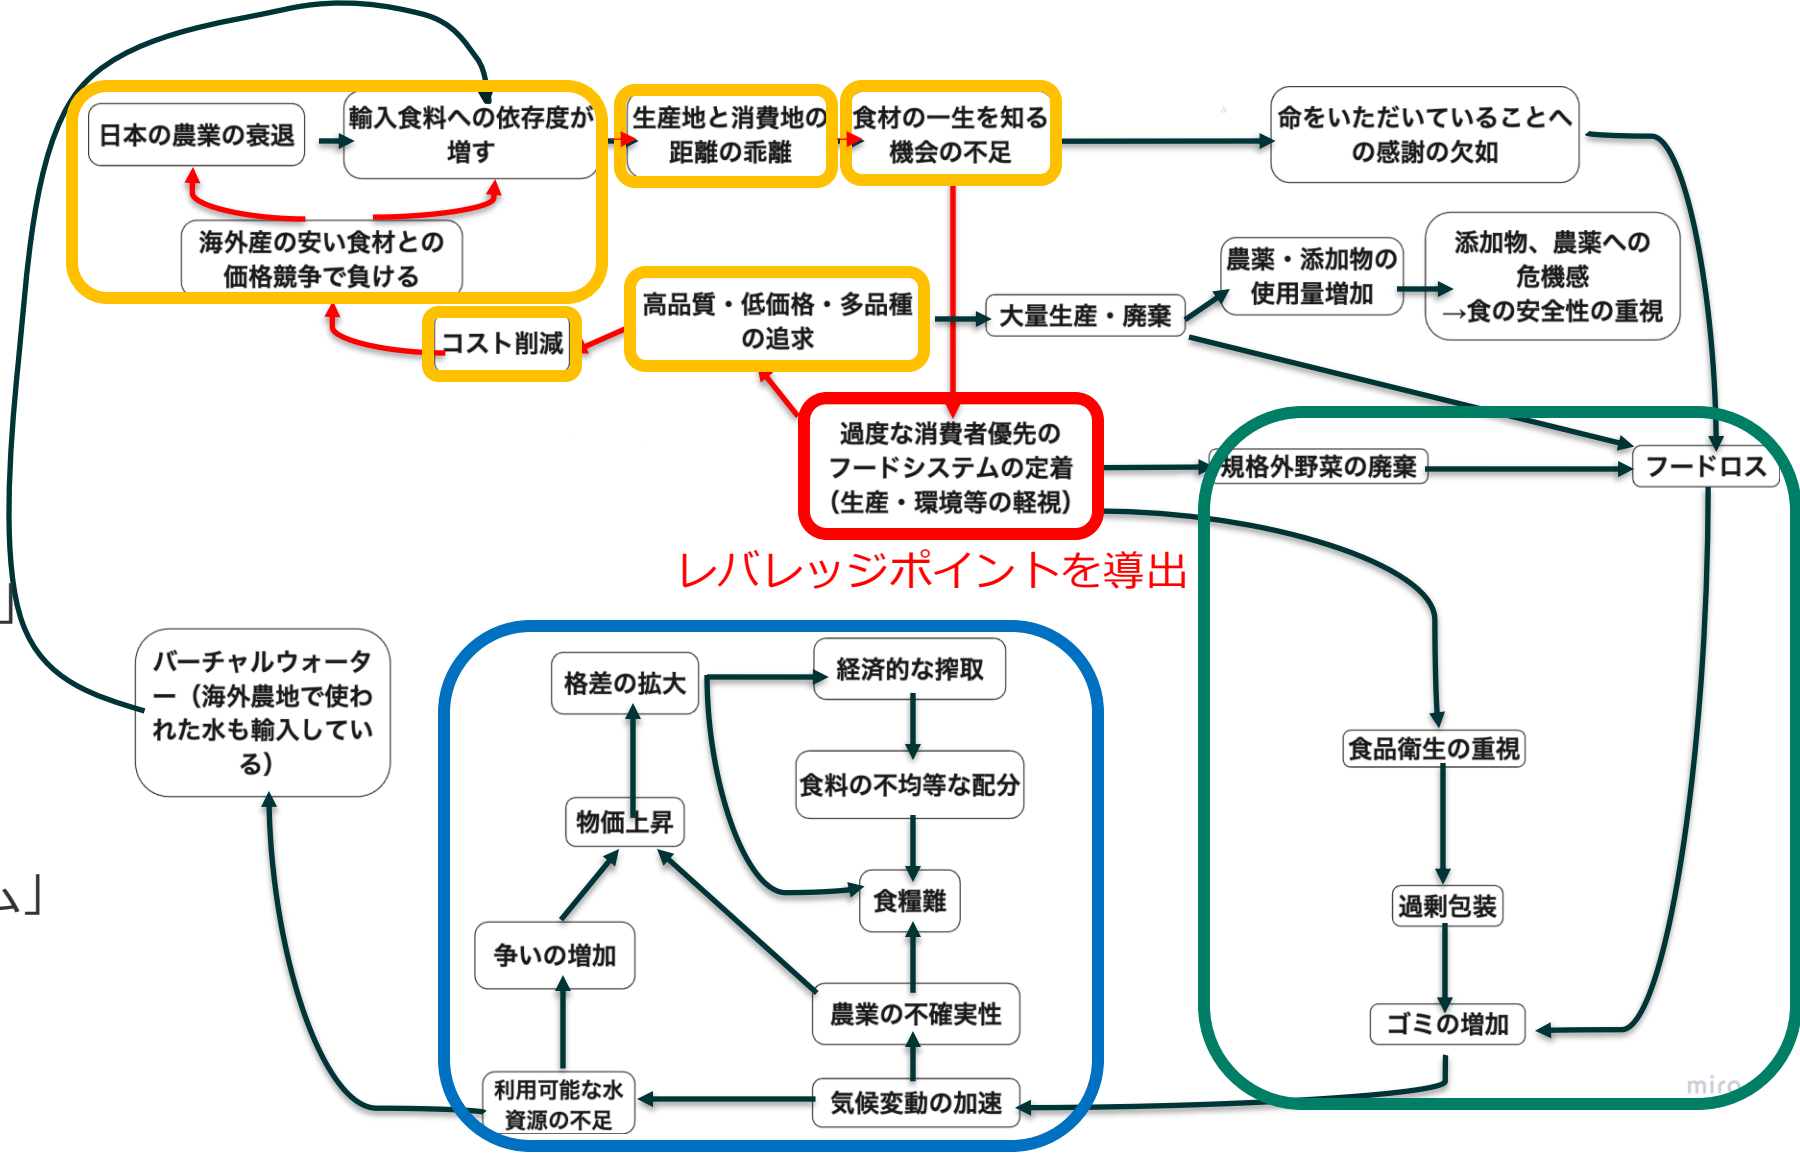 日本の農業の衰退
輸入食料への依存度が
増す
生産地と消費地の
距離の乖離
食材の一生を知る
機会の不足
命をいただいていることへ
の感謝の欠如
海外産の安い食材との
価格競争で負ける
コスト削減
高品質・低価格・多品種
の追求
大量生産・廃棄
農薬・添加物の
使用量増加
添加物、農薬への
危機感
→食の安全性の重視
過度な消費者優先の
フードシステムの定着
（生産・環境等の軽視）
規格外野菜の廃棄
フードロス
レバレッジポイントを導出
」
バーチャルウォータ
ー（海外農地で使わ
れた水も輸入してい
る）
ム」
格差の拡大
経済的な搾取
食料の不均等な配分
物価上昇
食糧難
争いの増加
農業の不確実性
利用可能な水
資源の不足
気候変動の加速
食品衛生の重視
過剰包装
ゴミの増加
miro